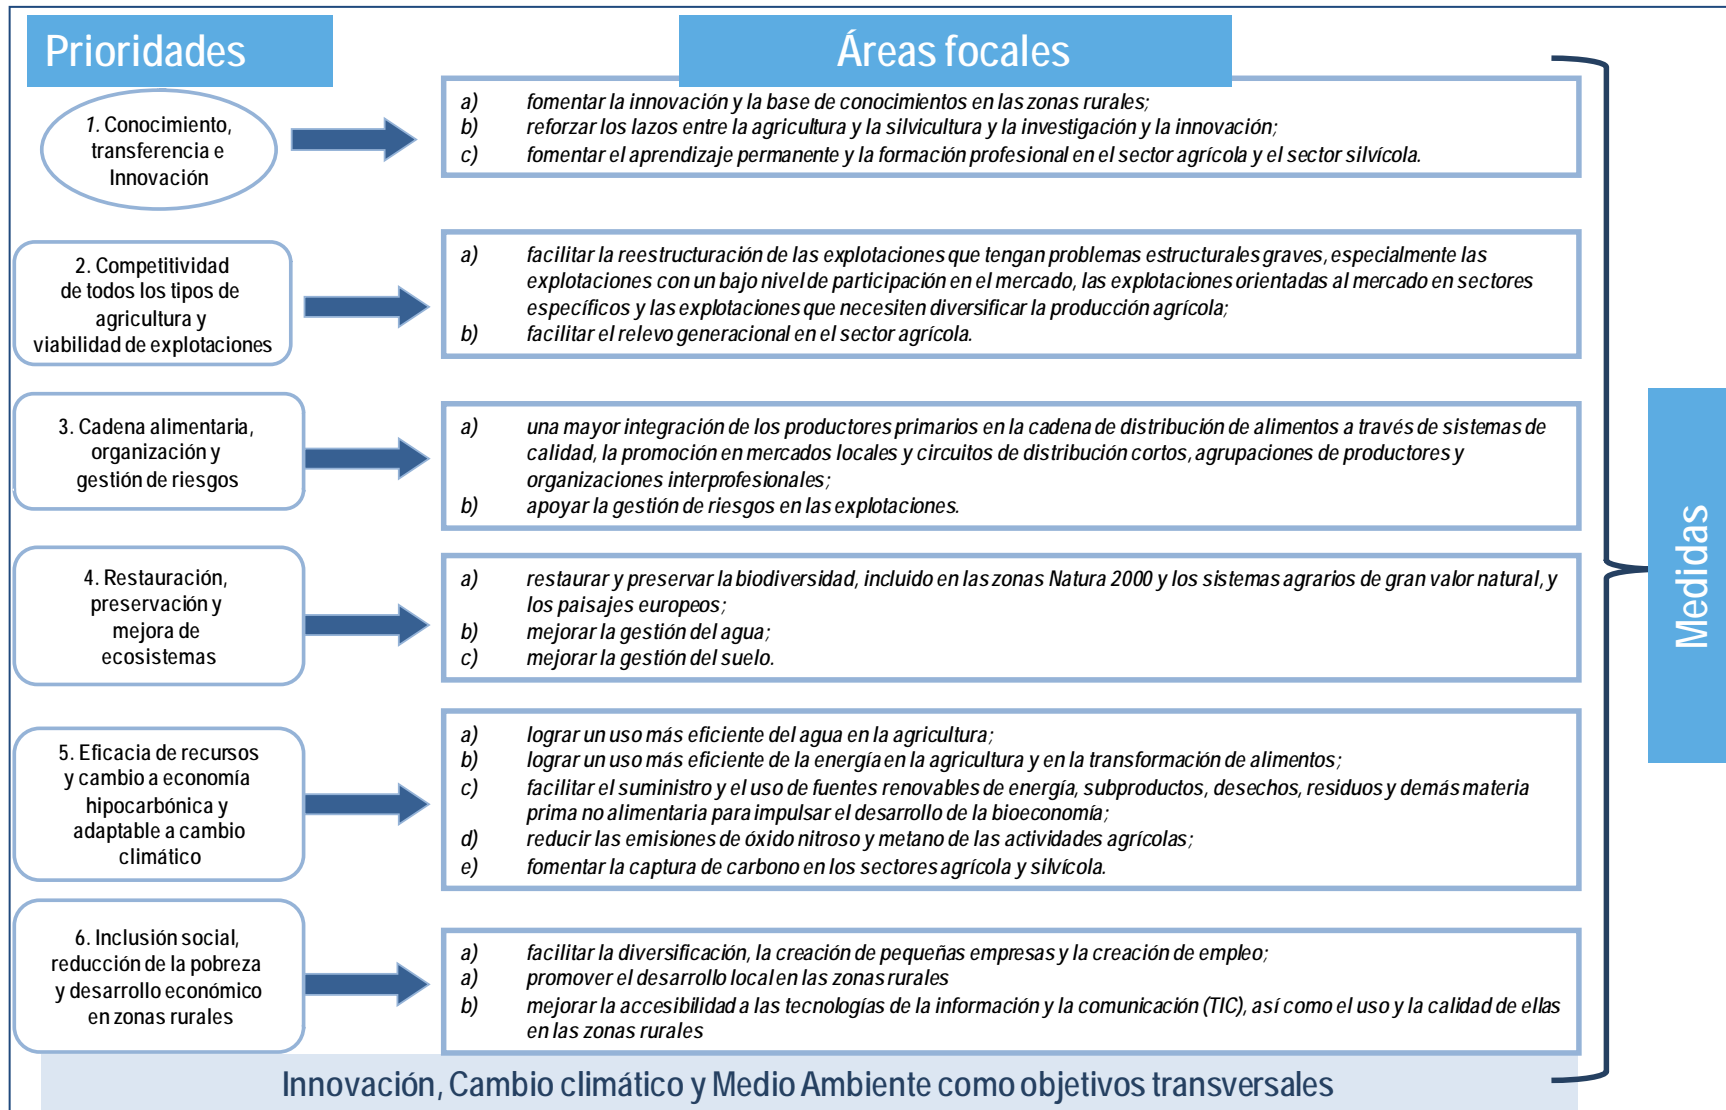 Prioridades
Áreas focales
1. Conocimiento,
transferencia e
Innovación
a) fomentar la innovación y la base de conocimientos en las zonas rurales;
b) reforzar los lazos entre la agricultura y la silvicultura y la investigación y la innovación;
c) fomentar el aprendizaje permanente y la formación profesional en el sector agrícola y el sector silvícola.
2. Competitividad
de todos los tipos de
agricultura y
viabilidad de explotaciones
a) facilitar la reestructuración de las explotaciones que tengan problemas estructurales graves, especialmente las
explotaciones con un bajo nivel de participación en el mercado, las explotaciones orientadas al mercado en sectores
específicos y las explotaciones que necesiten diversificar la producción agrícola;
b) facilitar el relevo generacional en el sector agrícola.
3. Cadena alimentaria,
organización y
gestión de riesgos
a) una mayor integración de los productores primarios en la cadena de distribución de alimentos a través de sistemas de
calidad, la promoción en mercados locales y circuitos de distribución cortos, agrupaciones de productores y
organizaciones interprofesionales;
b) apoyar la gestión de riesgos en las explotaciones.
4. Restauración,
preservación y
mejora de
ecosistemas
a) restaurar y preservar la biodiversidad, incluido en las zonas Natura 2000 y los sistemas agrarios de gran valor natural, y
los paisajes europeos;
b) mejorar la gestión del agua;
c) mejorar la gestión del suelo.
5. Eficacia de recursos
y cambio a economía
hipocarbónica y
adaptable a cambio
climático
a) lograr un uso más eficiente del agua en la agricultura;
b) lograr un uso más eficiente de la energía en la agricultura y en la transformación de alimentos;
c) facilitar el suministro y el uso de fuentes renovables de energía, subproductos, desechos, residuos y demás materia
prima no alimentaria para impulsar el desarrollo de la bioeconomía;
d) reducir las emisiones de óxido nitroso y metano de las actividades agrícolas;
e) fomentar la captura de carbono en los sectores agrícola y silvícola.
6. Inclusión social,
reducción de la pobreza
y desarrollo económico
en zonas rurales
a) facilitar la diversificación, la creación de pequeñas empresas y la creación de empleo;
a) promover el desarrollo local en las zonas rurales
b) mejorar la accesibilidad a las tecnologías de la información y la comunicación (TIC), así como el uso y la calidad de ellas
en las zonas rurales
Medidas
Innovación, Cambio climático y Medio Ambiente como objetivos transversales